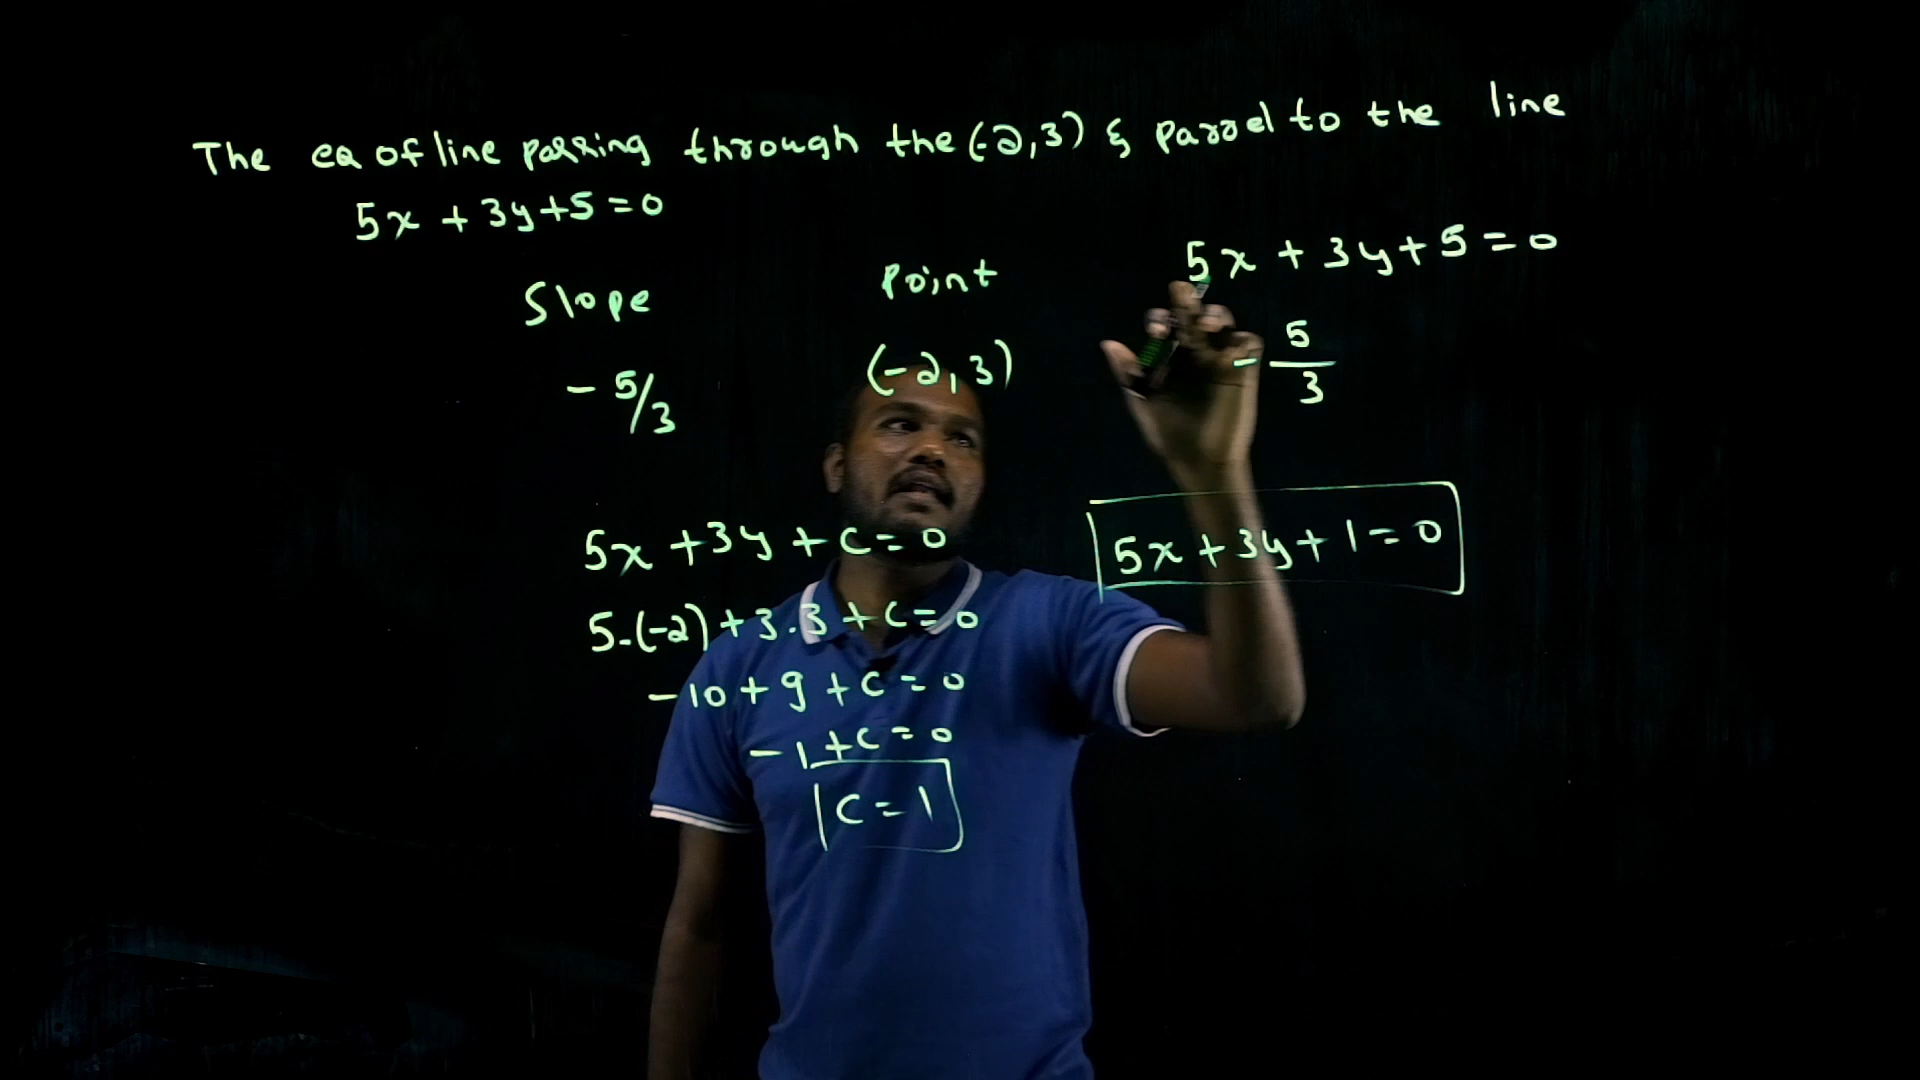 The eq of line passing through the (-2,3) & parrel to the line
5x + 3y + 5 = 0
Slope
- 5/3
Point
(-2,3)
5x + 3y + 5 = 0
- 5/3
5x + 3y + c = 0
5.(-2) + 3.3 + c = 0
-10 + 9 + c = 0
-1 + c = 0
c = 1
5x + 3y + 1 = 0